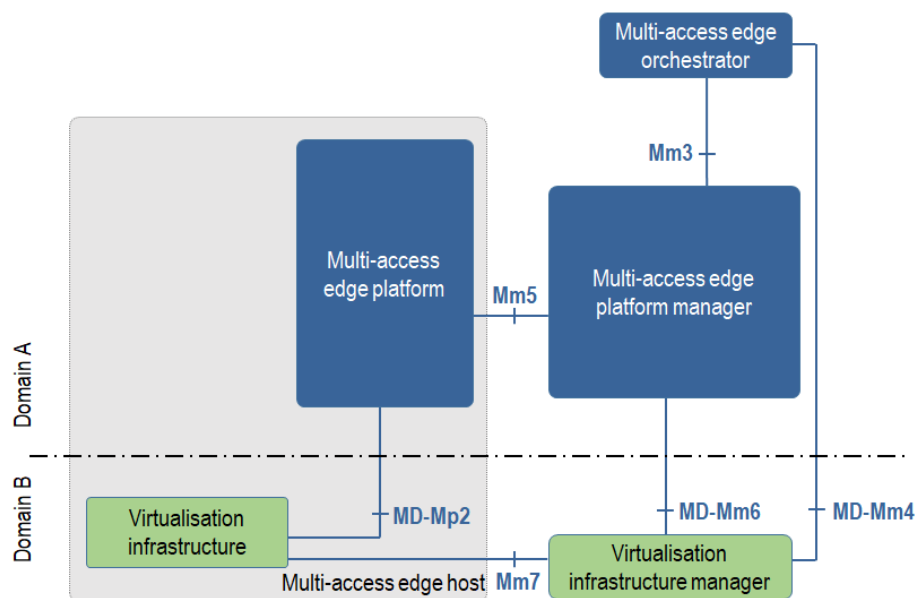 Multi-access edge
orchestrator
Mm3
Multi-access
edge platform
Mm5
Multi-access edge
platform manager
Domain A
Domain B
Virtualisation
infrastructure
MD-Mp2
MD-Mm6
MD-Mm4
Multi-access edge host
Mm7
Virtualisation
infrastructure manager